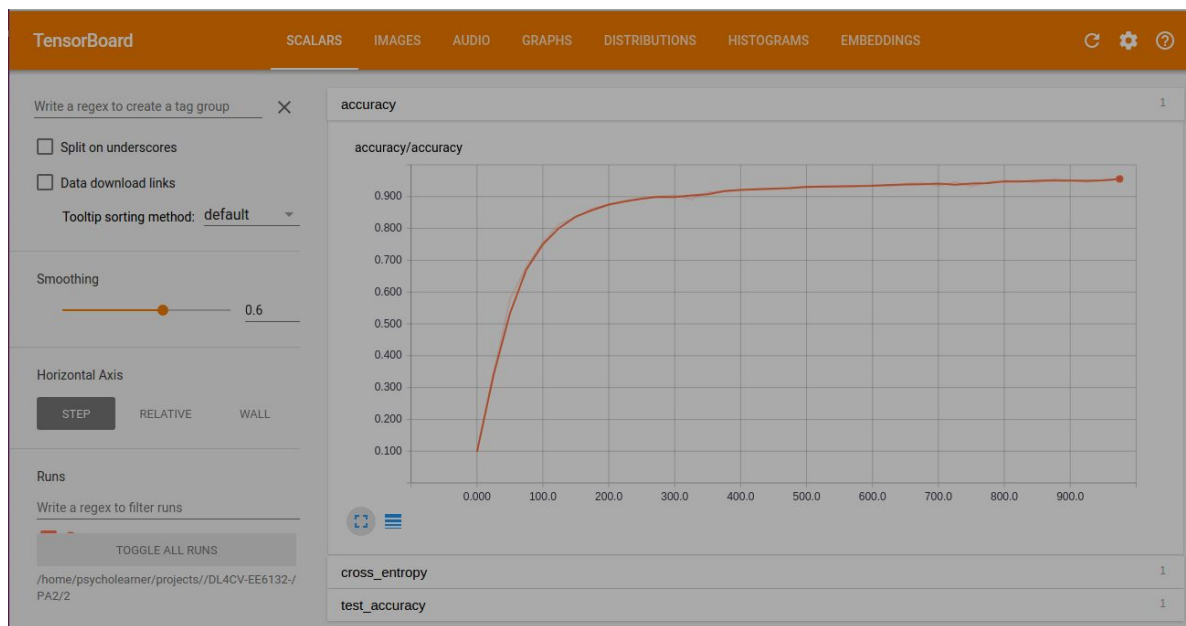 TensorBoard SCALARS IMAGES AUDIO GRAPHS DISTRIBUTIONS HISTOGRAMS EMBEDDINGS
Write a regex to create a tag group
Split on underscores
Data download links
Tooltip sorting method: default
Smoothing
0.6
Horizontal Axis
STEP RELATIVE WALL
Runs
Write a regex to filter runs
TOGGLE ALL RUNS
/home/psycholearner/projects//DL4CV-EE6132-/
PA2/2
accuracy 1
accuracy/accuracy
0.900
0.800
0.700
0.600
0.500
0.400
0.300
0.200
0.100
0.000 100.0 200.0 300.0 400.0 500.0 600.0 700.0 800.0 900.0
cross_entropy 1
test_accuracy 1